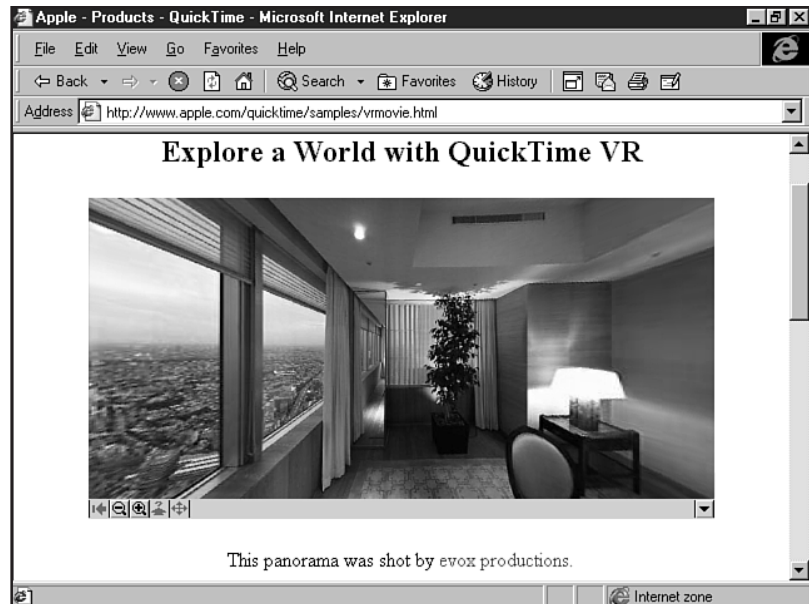 Apple - Products - QuickTime - Microsoft Internet Explorer
File Edit View Go Favorites Help
Back Search Favorites History
Address http://www.apple.com/quicktime/samples/vrmovie.html
Explore a World with QuickTime VR
This panorama was shot by evox productions.
Internet zone